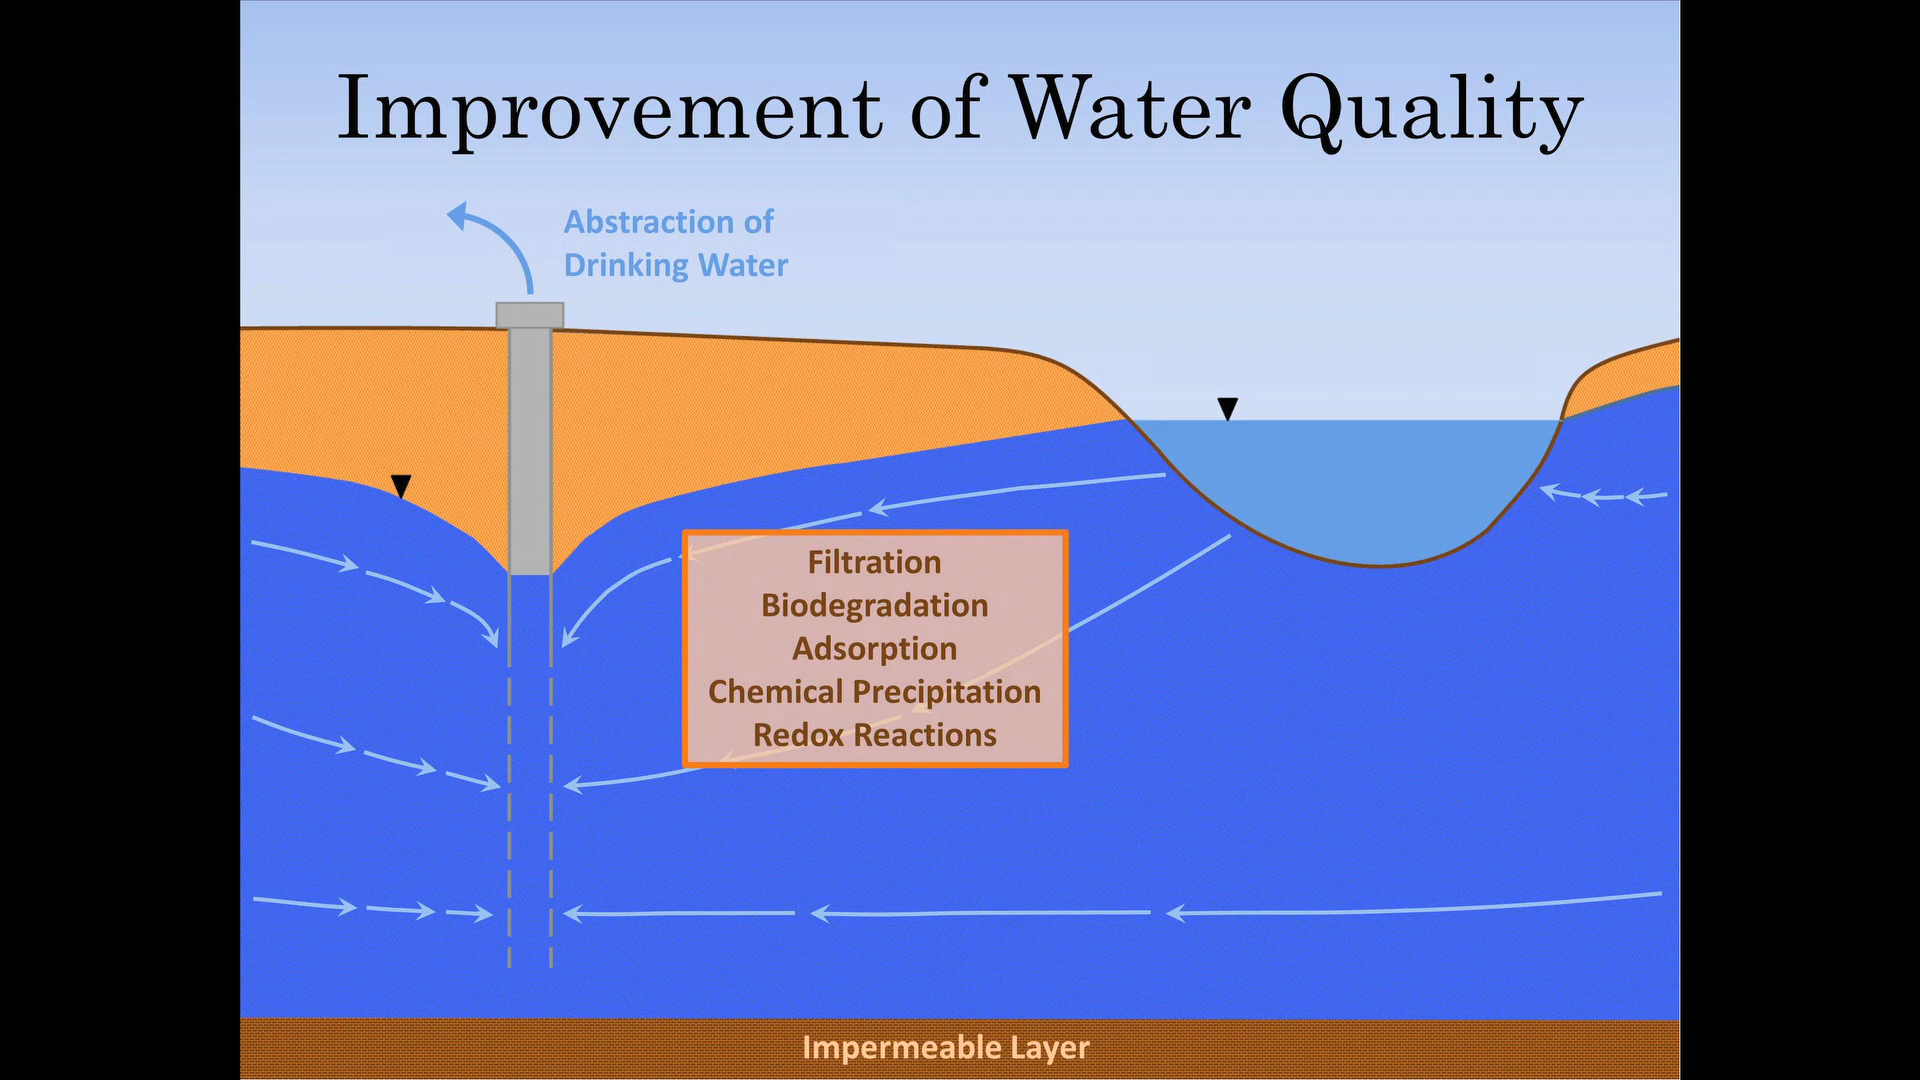 Improvement of Water Quality
Abstraction of
Drinking Water
Filtration
Biodegradation
Adsorption
Chemical Precipitation
Redox Reactions
Impermeable Layer